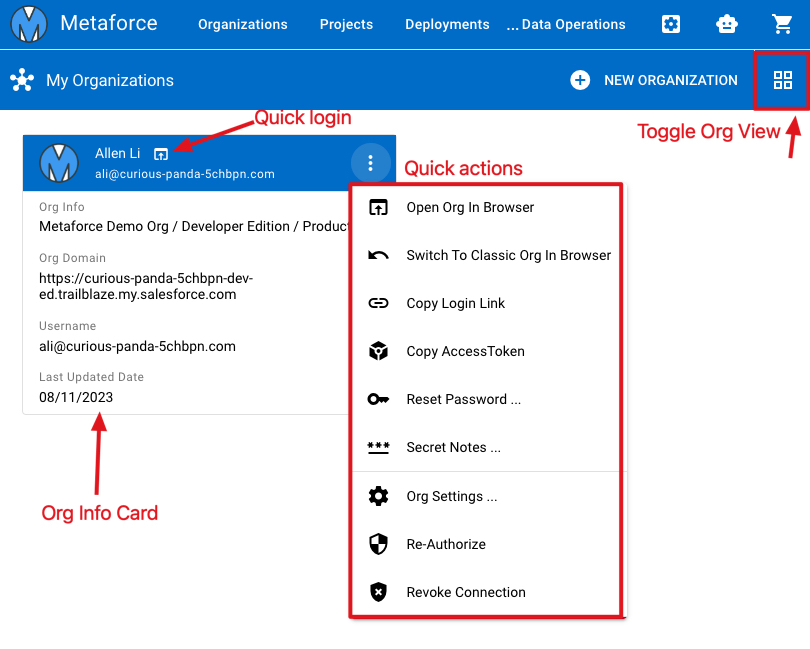 Metaforce
Organizations
Projects
Deployments
... Data Operations
My Organizations
NEW ORGANIZATION
Quick login
Toggle Org View
Allen Li
ali@curious-panda-5chbpn.com
Quick actions
Org Info
Metaforce Demo Org / Developer Edition / Product
Org Domain
https://curious-panda-5chbpn-dev-
ed.trailblaze.my.salesforce.com
Username
ali@curious-panda-5chbpn.com
Last Updated Date
08/11/2023
Org Info Card
Open Org In Browser
Switch To Classic Org In Browser
Copy Login Link
Copy AccessToken
Reset Password ...
Secret Notes ...
Org Settings ...
Re-Authorize
Revoke Connection